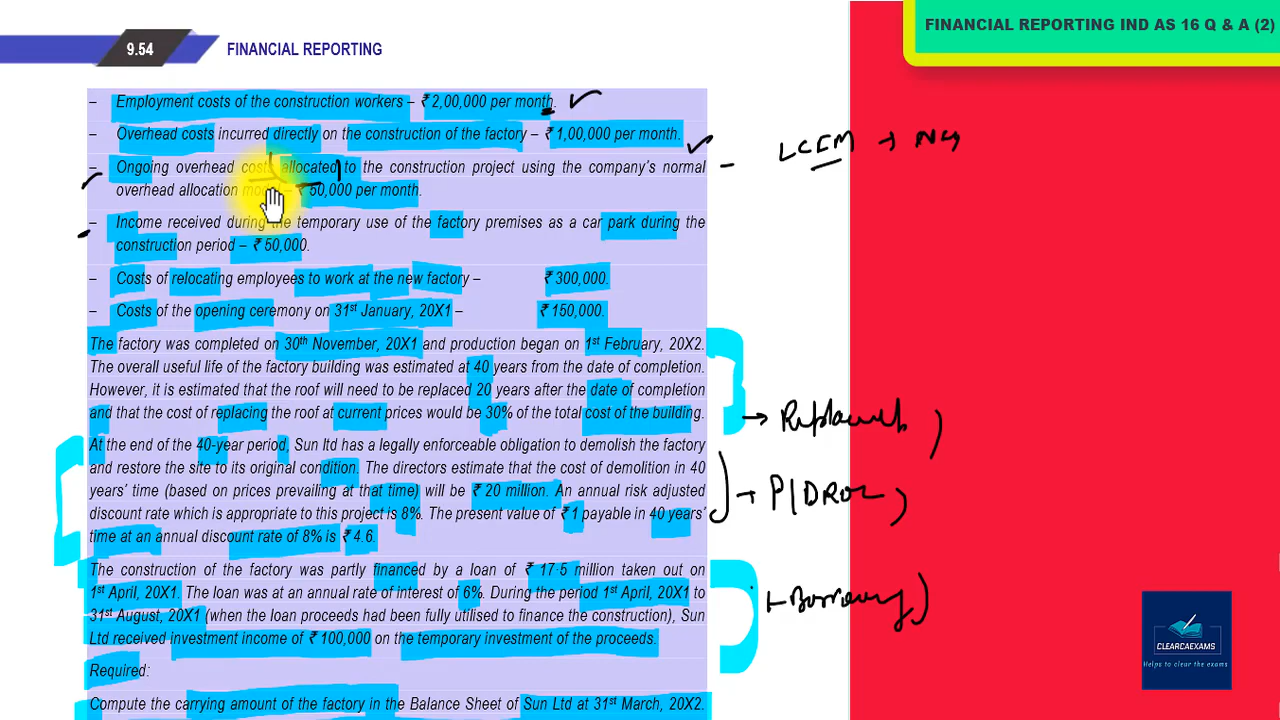 FINANCIAL REPORTING IND AS 16 Q & A (2)
9.54 FINANCIAL REPORTING
– Employment costs of the construction workers – ₹ 2,00,000 per month.
– Overhead costs incurred directly on the construction of the factory – ₹ 1,00,000 per month.
– Ongoing overhead costs allocated to the construction project using the company's normal
overhead allocation – ₹ 50,000 per month.
– Income received during the temporary use of the factory premises as a car park during the
construction period – ₹ 50,000.
– Costs of relocating employees to work at the new factory – ₹ 300,000.
– Costs of the opening ceremony on 31st January, 20X1 – ₹ 150,000.
The factory was completed on 30th November, 20X1 and production began on 1st February, 20X2.
The overall useful life of the factory building was estimated at 40 years from the date of completion.
However, it is estimated that the roof will need to be replaced 20 years after the date of completion
and that the cost of replacing the roof at current prices would be 30% of the total cost of the building.
At the end of the 40-year period, Sun ltd has a legally enforceable obligation to demolish the factory
and restore the site to its original condition. The directors estimate that the cost of demolition in 40
years' time (based on prices prevailing at that time) will be ₹ 20 million. An annual risk adjusted
discount rate which is appropriate to this project is 8%. The present value of ₹ 1 payable in 40 years'
time at an annual discount rate of 8% is ₹ 4.6.
The construction of the factory was partly financed by a loan of ₹ 17·5 million taken out on
1st April, 20X1. The loan was at an annual rate of interest of 6%. During the period 1st April, 20X1 to
31st August, 20X1 (when the loan proceeds had been fully utilised to finance the construction), Sun
Ltd received investment income of ₹ 100,000 on the temporary investment of the proceeds.
Required:
Compute the carrying amount of the factory in the Balance Sheet of Sun Ltd at 31st March, 20X2.
CLEARCAEXAMS
Helps to clear the exams